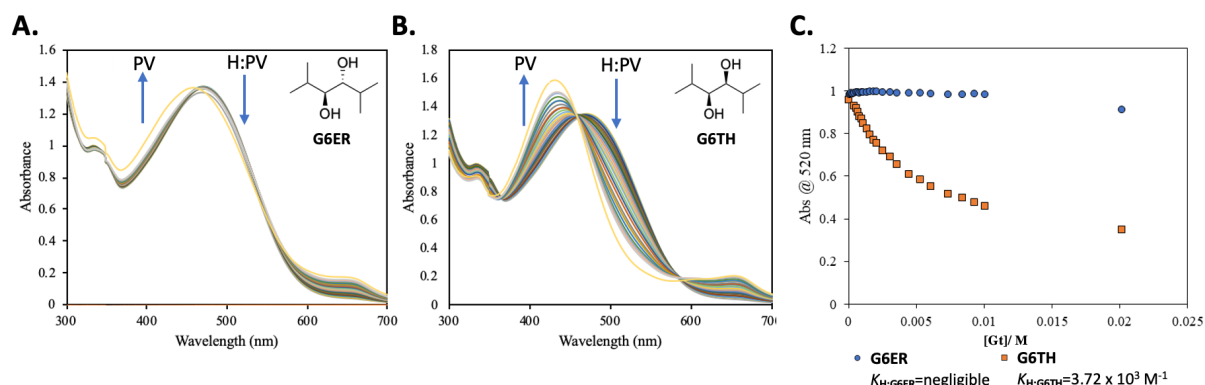 A.
B.
C.
PV
H:PV
OH
OH
G6ER
PV
H:PV
OH
OH
G6TH
Absorbance
1.6
1.4
1.2
1
0.8
0.6
0.4
0.2
0
300 400 500 600 700
Wavelength (nm)
Absorbance
1.8
1.6
1.4
1.2
1
0.8
0.6
0.4
0.2
0
300 400 500 600 700
Wavelength (nm)
Abs @ 520 nm
1.2
1
0.8
0.6
0.4
0.2
0
0 0.005 0.01 0.015 0.02 0.025
[Gt]/ M
G6ER G6TH
KH:G6ER=negligible KH:G6TH=3.72 x 10³ M⁻¹